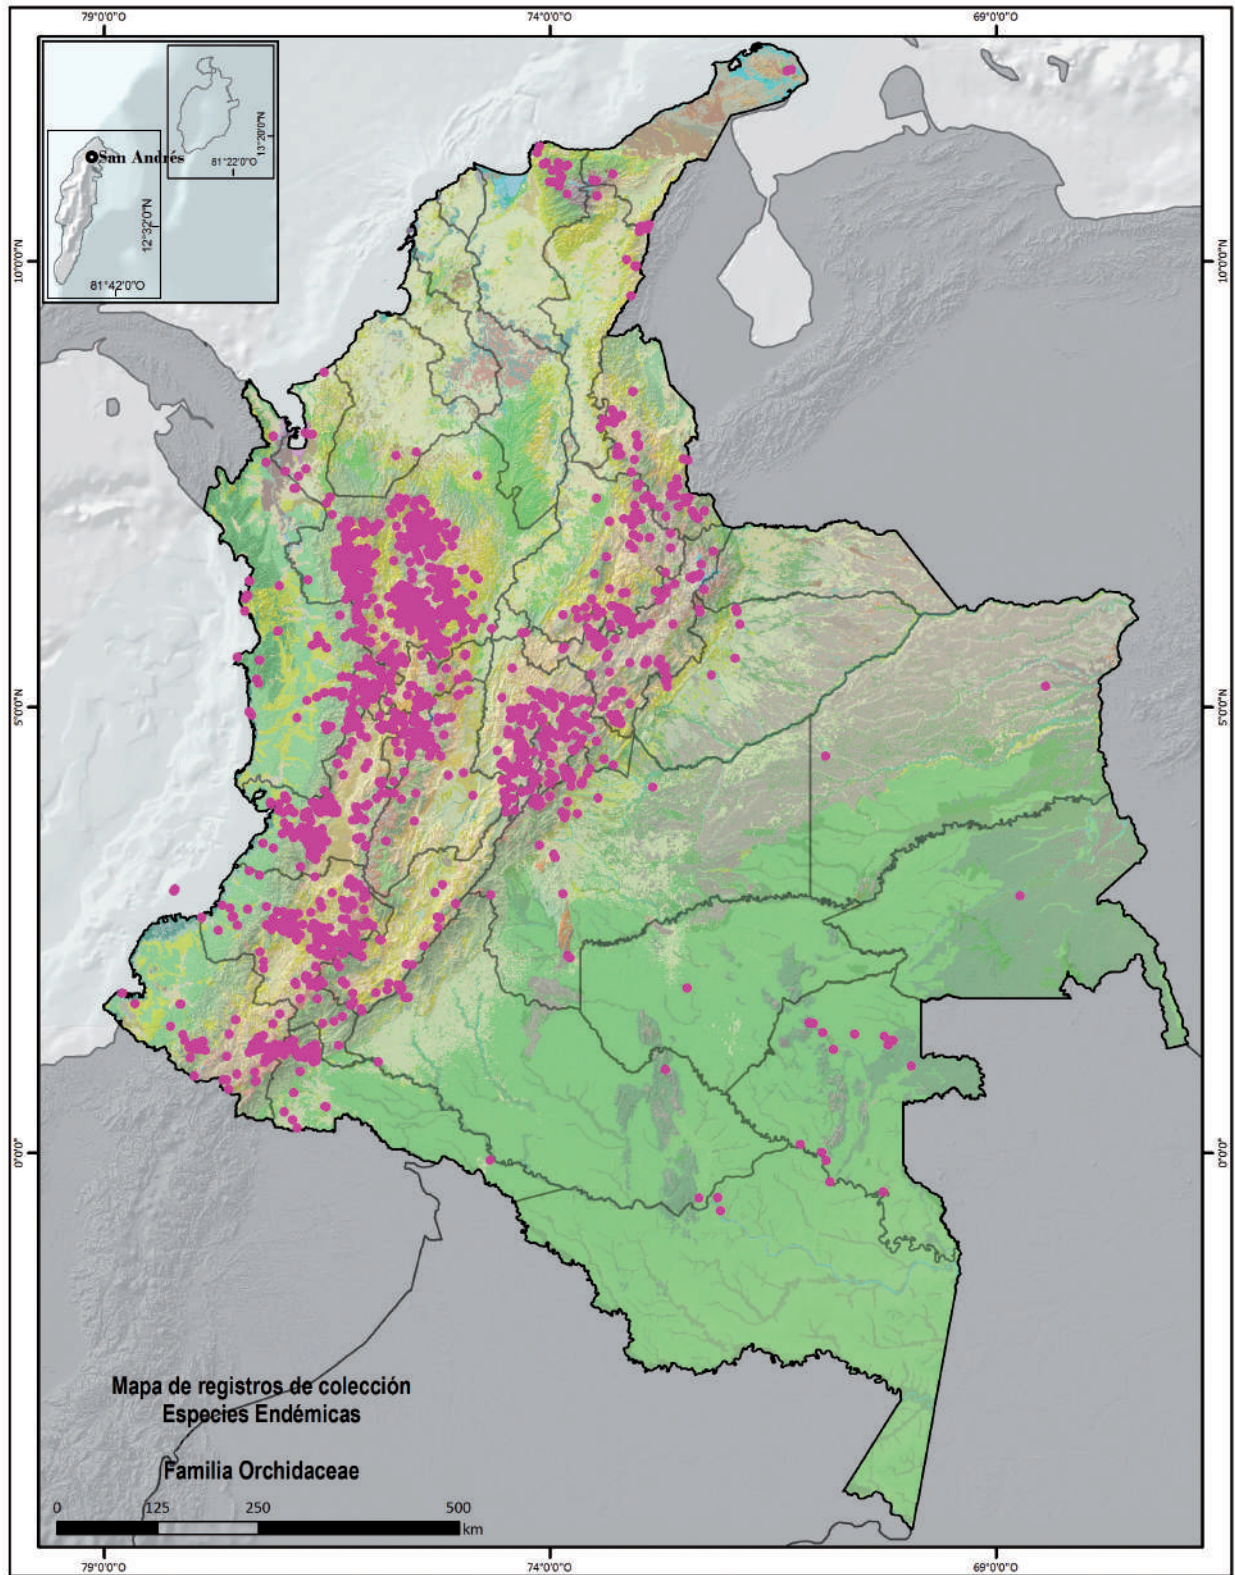 79°0'0"O 74°0'0"O 69°0'0"O
San Andrés
81°22'0"O
13°20'0"N
12°32'0"N
81°42'0"O
10°0'0"N 10°0'0"N
5°0'0"N 5°0'0"N
0°0'0" 0°0'0"
Mapa de registros de colección
Especies Endémicas
Familia Orchidaceae
0 125 250 500
km
79°0'0"O 74°0'0"O 69°0'0"O